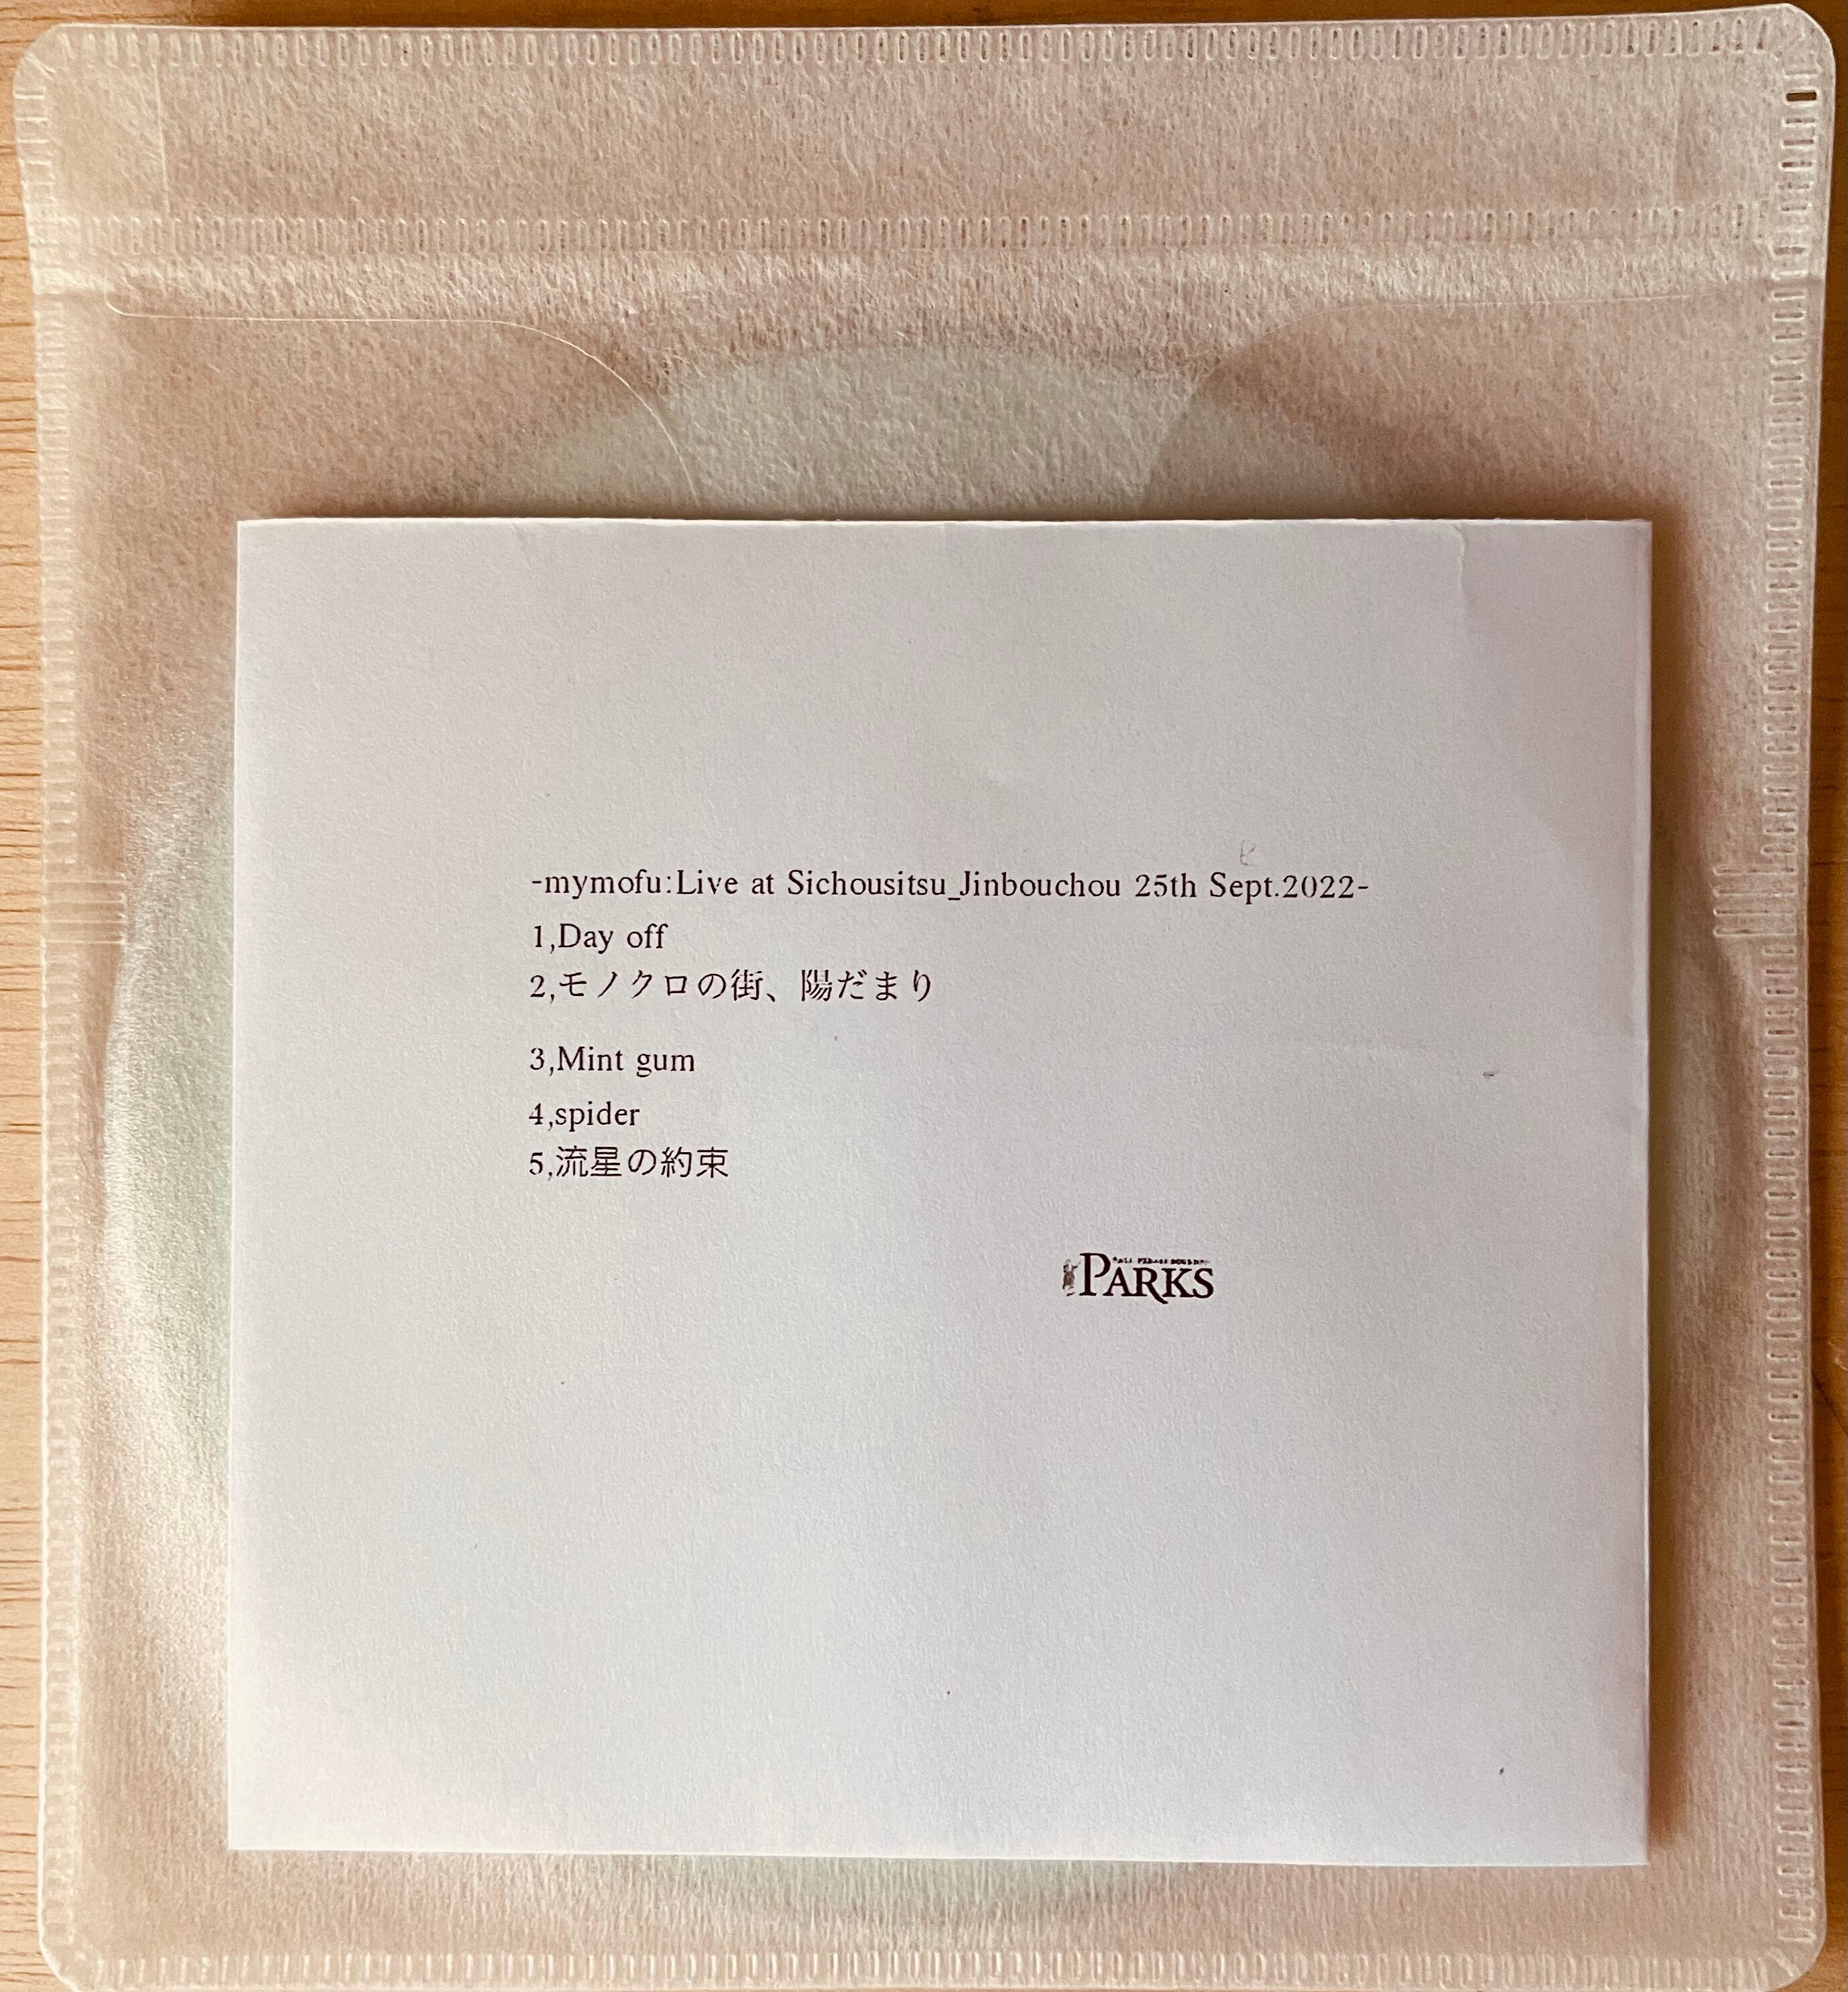 -mymofu:Live at Sichousitsu_Jinbouchou 25th Sept.2022-
1,Day off
2,モノクロの街、陽だまり
3,Mint gum
4,spider
5,流星の約束
PARKS